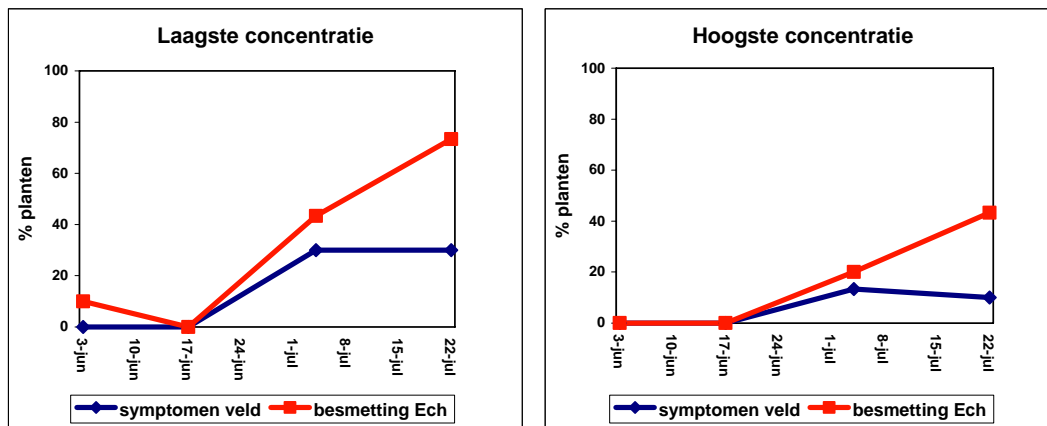 Laagste concentratie
% planten
100
80
60
40
20
0
3-jun
10-jun
17-jun
24-jun
1-jul
8-jul
15-jul
22-jul
symptomen veld
besmetting Ech
Hoogste concentratie
% planten
100
80
60
40
20
0
3-jun
10-jun
17-jun
24-jun
1-jul
8-jul
15-jul
22-jul
symptomen veld
besmetting Ech